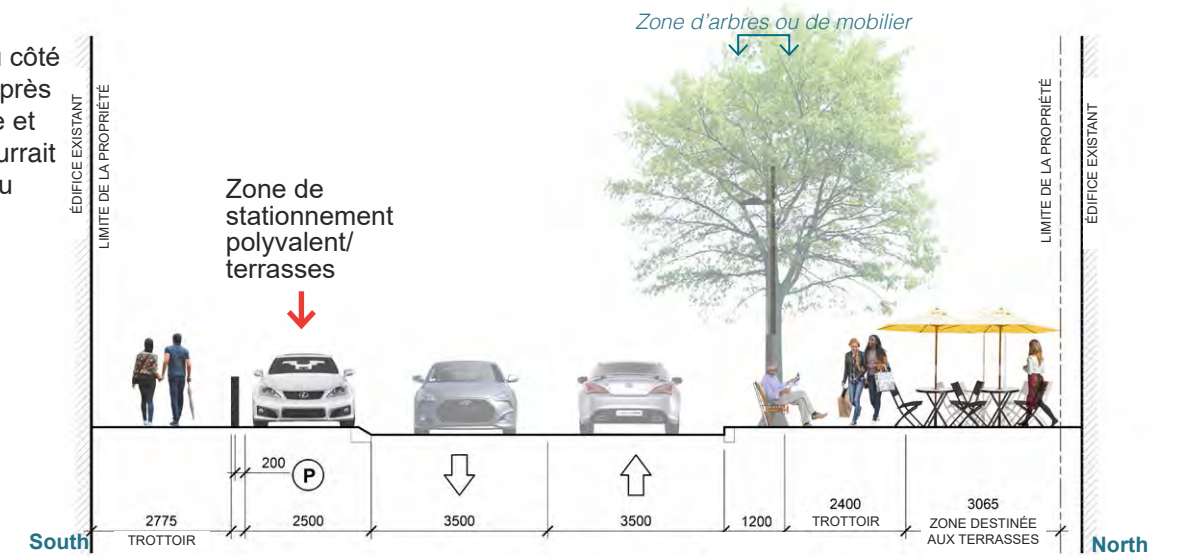 Zone d'arbres ou de mobilier
côté
près
e et
urrait
u
ÉDIFICE EXISTANT
LIMITE DE LA PROPRIÉTÉ
Zone de
stationnement
polyvalent/
terrasses
LIMITE DE LA PROPRIÉTÉ
ÉDIFICE EXISTANT
200
P
2775
TROTTOIR
2500
3500
3500
1200
2400
TROTTOIR
3065
ZONE DESTINÉE
AUX TERRASSES
South
North